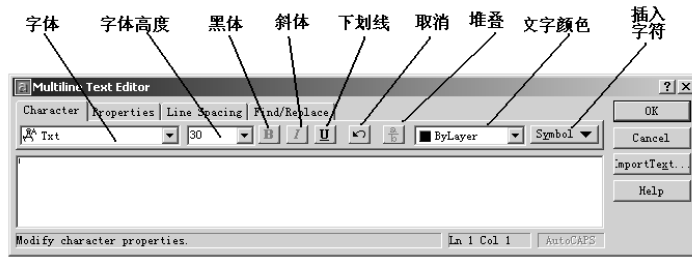 字体 字体高度 黑体 斜体 下划线 取消 堆叠 文字颜色 插入
字符
Multiline Text Editor
Character Properties Line Spacing Find/Replace OK
Txt 30 B I U ByLayer Symbol
Cancel
ImportText...
Help
Modify character properties. Ln 1 Col 1 AutoCAPS